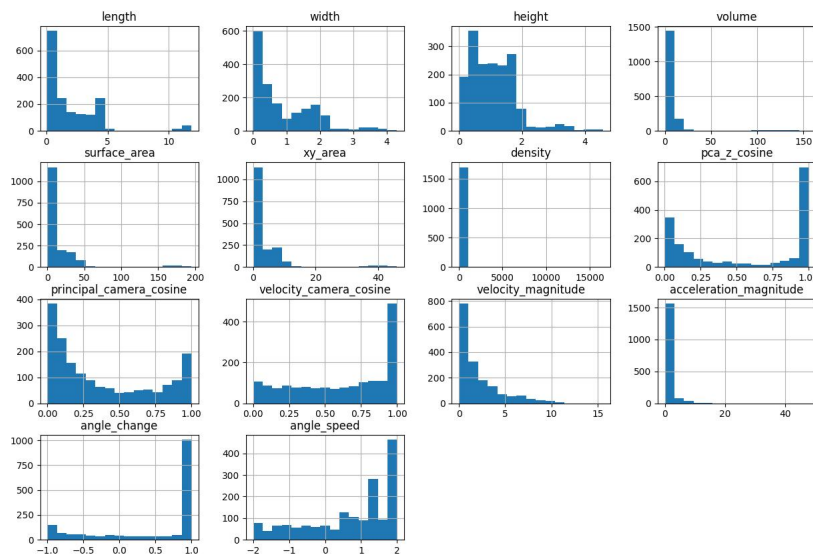 length width height volume
600 400 200 0
600 400 200 0
300 200 100 0
1500 1000 500 0
0 5 10
0 1 2 3 4
0 2 4
0 50 100 150
surface_area xy_area density pca_z_cosine
1000 750 500 250 0
1000 750 500 250 0
1500 1000 500 0
600 400 200 0
0 50 100 150 200
0 20 40
0 5000 10000 15000
0.00 0.25 0.50 0.75 1.00
principal_camera_cosine velocity_camera_cosine velocity_magnitude acceleration_magnitude
400 300 200 100 0
400 200 0
800 600 400 200 0
1500 1000 500 0
0.00 0.25 0.50 0.75 1.00
0.00 0.25 0.50 0.75 1.00
0 5 10 15
0 20 40
angle_change angle_speed
1000 750 500 250 0
400 300 200 100 0
-1.0 -0.5 0.0 0.5 1.0
-2 -1 0 1 2